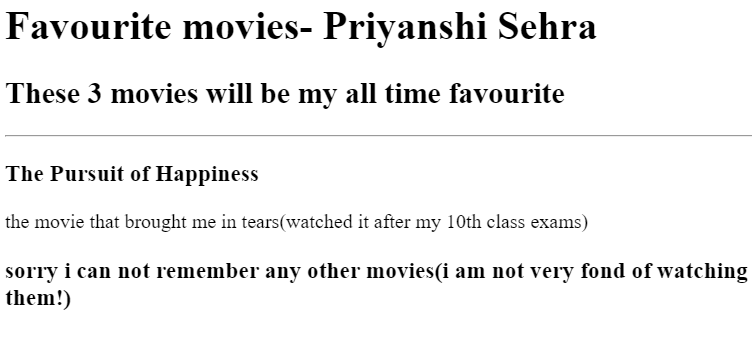 Favourite movies- Priyanshi Sehra
These 3 movies will be my all time favourite
The Pursuit of Happiness
the movie that brought me in tears(watched it after my 10th class exams)
sorry i can not remember any other movies(i am not very fond of watching
them!)